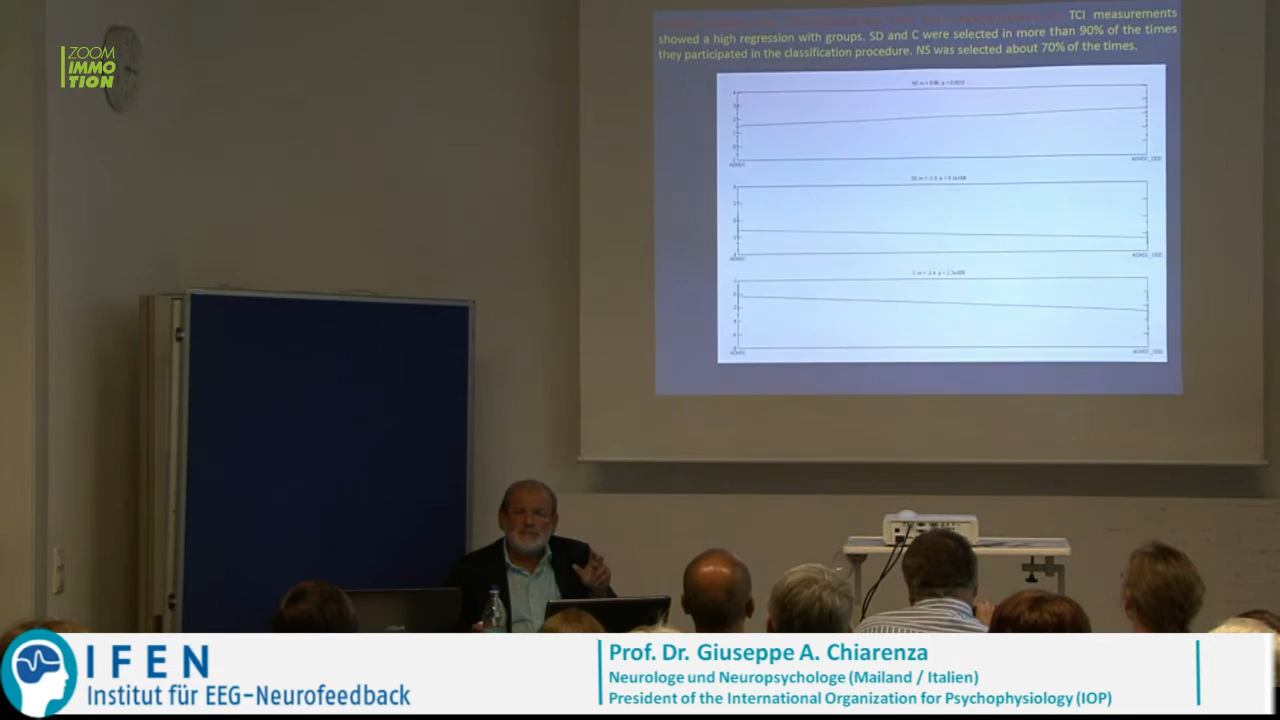 ZOOM
IMMO
TION
TCI measurements
showed a high regression with groups. SD and C were selected in more than 90% of the times
they participated in the classification procedure. NS was selected about 70% of the times.
ADHDC
ADHDC
ADHDC
IFEN
Institut für EEG-Neurofeedback
Prof. Dr. Giuseppe A. Chiarenza
Neurologe und Neuropsychologe (Mailand / Italien)
President of the International Organization for Psychophysiology (IOP)